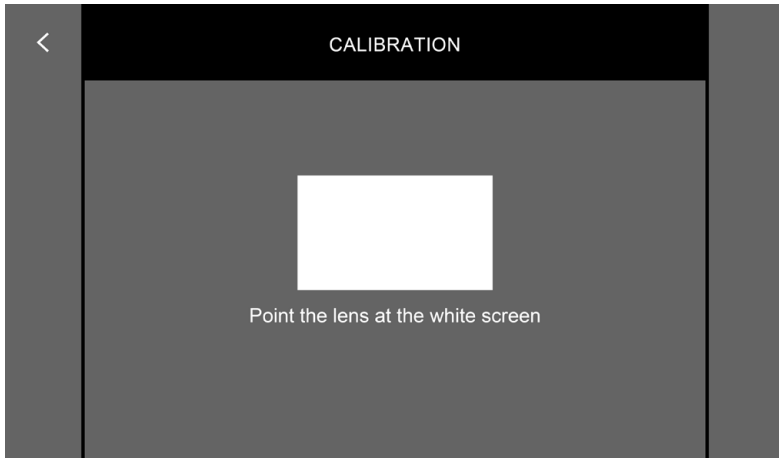 CALIBRATION
Point the lens at the white screen